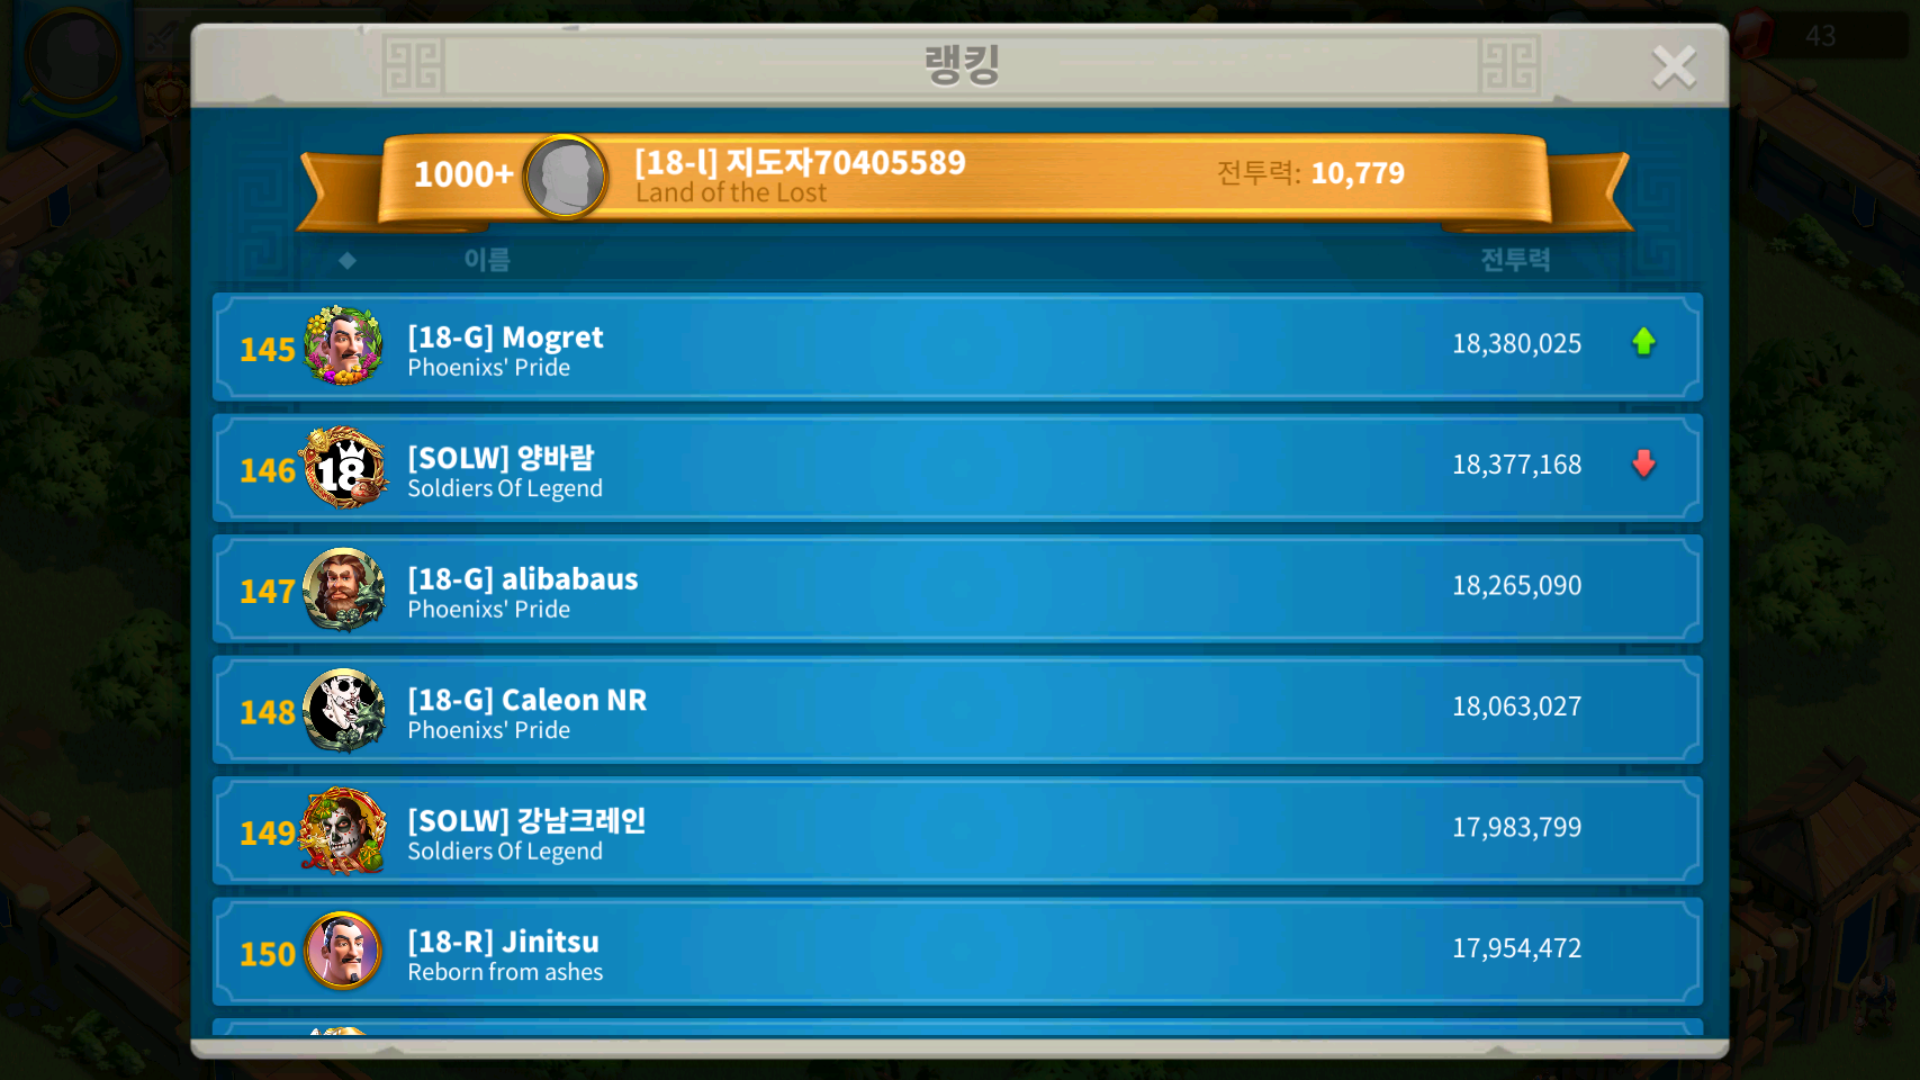 43
랭킹
1000+
[18-l] 지도자70405589
Land of the Lost
전투력: 10,779
이름
전투력
145
[18-G] Mogret
Phoenixs' Pride
18,380,025
146
18
[SOLW] 양바람
Soldiers Of Legend
18,377,168
147
[18-G] alibabaus
Phoenixs' Pride
18,265,090
148
[18-G] Caleon NR
Phoenixs' Pride
18,063,027
149
[SOLW] 강남크레인
Soldiers Of Legend
17,983,799
150
[18-R] Jinitsu
Reborn from ashes
17,954,472